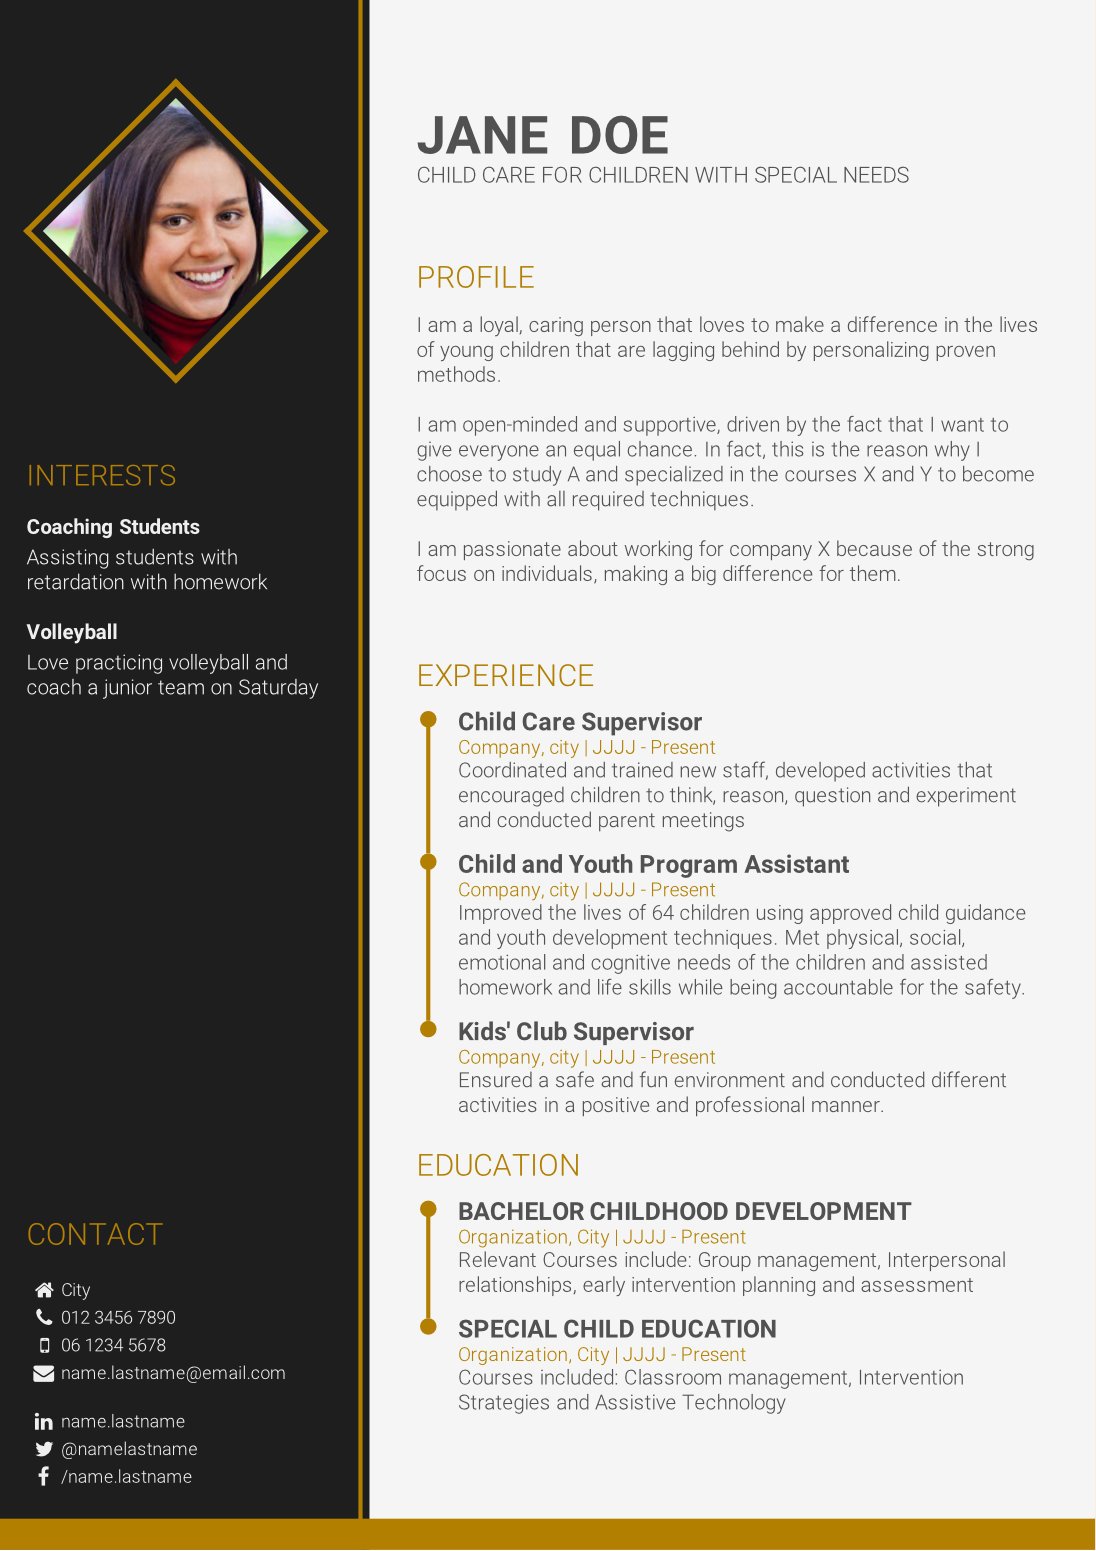 JANE DOE
CHILD CARE FOR CHILDREN WITH SPECIAL NEEDS
INTERESTS
Coaching Students
Assisting students with
retardation with homework
Volleyball
Love practicing volleyball and
coach a junior team on Saturday
CONTACT
City
012 3456 7890
06 1234 5678
name.lastname@email.com
name.lastname
@namelastname
/name.lastname
PROFILE
I am a loyal, caring person that loves to make a difference in the lives
of young children that are lagging behind by personalizing proven
methods.
I am open-minded and supportive, driven by the fact that I want to
give everyone an equal chance. In fact, this is the reason why I
choose to study A and specialized in the courses X and Y to become
equipped with all required techniques.
I am passionate about working for company X because of the strong
focus on individuals, making a big difference for them.
EXPERIENCE
Child Care Supervisor
Company, city | JJJJ - Present
Coordinated and trained new staff, developed activities that
encouraged children to think, reason, question and experiment
and conducted parent meetings
Child and Youth Program Assistant
Company, city | JJJJ - Present
Improved the lives of 64 children using approved child guidance
and youth development techniques. Met physical, social,
emotional and cognitive needs of the children and assisted
homework and life skills while being accountable for the safety.
Kids' Club Supervisor
Company, city | JJJJ - Present
Ensured a safe and fun environment and conducted different
activities in a positive and professional manner.
EDUCATION
BACHELOR CHILDHOOD DEVELOPMENT
Organization, City | JJJJ - Present
Relevant Courses include: Group management, Interpersonal
relationships, early intervention planning and assessment
SPECIAL CHILD EDUCATION
Organization, City | JJJJ - Present
Courses included: Classroom management, Intervention
Strategies and Assistive Technology